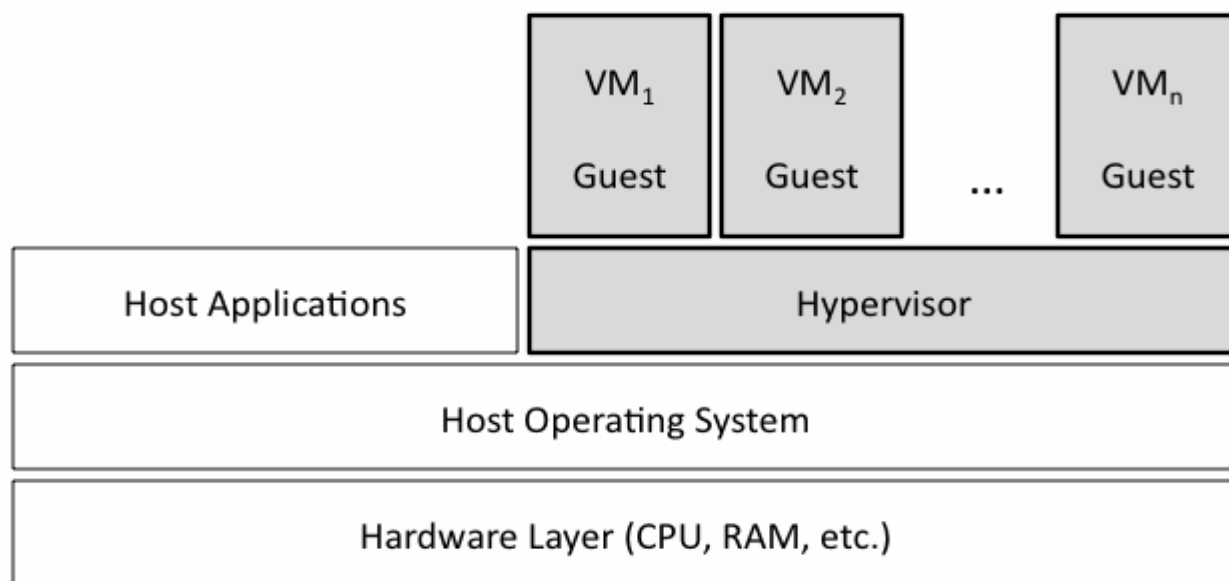 VM₁
Guest
VM₂
Guest
...
VMₙ
Guest
Host Applications
Hypervisor
Host Operating System
Hardware Layer (CPU, RAM, etc.)